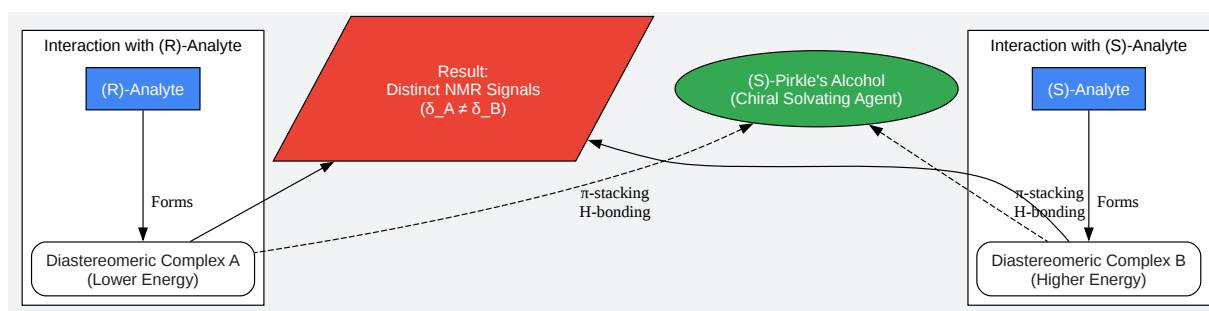 Interaction with (R)-Analyte
(R)-Analyte
Forms
Diastereomeric Complex A
(Lower Energy)
Result:
Distinct NMR Signals
(δ_A ≠ δ_B)
π-stacking
H-bonding
(S)-Pirkle's Alcohol
(Chiral Solvating Agent)
Interaction with (S)-Analyte
(S)-Analyte
π-stacking
H-bonding
Forms
Diastereomeric Complex B
(Higher Energy)